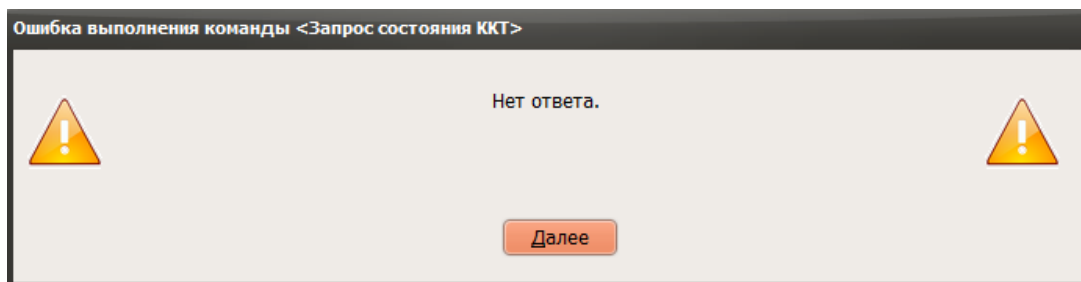 Ошибка выполнения команды <Запрос состояния ККТ>
Нет ответа.
Далее